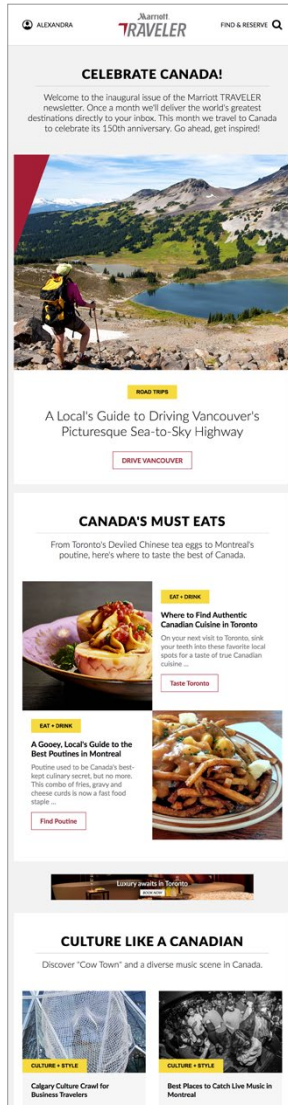 ALEXANDRA
Marriott
TRAVELER
FIND & RESERVE
CELEBRATE CANADA!
Welcome to the inaugural issue of the Marriott TRAVELER
newsletter. Once a month we'll deliver the world's greatest
destinations directly to your inbox. This month we travel to Canada
to celebrate its 150th anniversary. Go ahead, get inspired!
ROAD TRIPS
A Local's Guide to Driving Vancouver's
Picturesque Sea-to-Sky Highway
DRIVE VANCOUVER
CANADA'S MUST EATS
From Toronto's Deviled Chinese tea eggs to Montreal's
poutine, here's where to taste the best of Canada.
EAT + DRINK
Where to Find Authentic
Canadian Cuisine in Toronto
On your next visit to Toronto, sink
your teeth into these favorite local
spots for a taste of true Canadian
cuisine ...
Taste Toronto
EAT + DRINK
A Gooey, Local's Guide to the
Best Poutines in Montreal
Poutine used to be Canada's best-
kept culinary secret, but no more.
This combo of fries, gravy and
cheese curds is now a fast food
staple ...
Find Poutine
Luxury awaits in Toronto
BOOK NOW
CULTURE LIKE A CANADIAN
Discover "Cow Town" and a diverse music scene in Canada.
CULTURE + STYLE
Calgary Culture Crawl for
Business Travelers
CULTURE + STYLE
Best Places to Catch Live Music in
Montreal